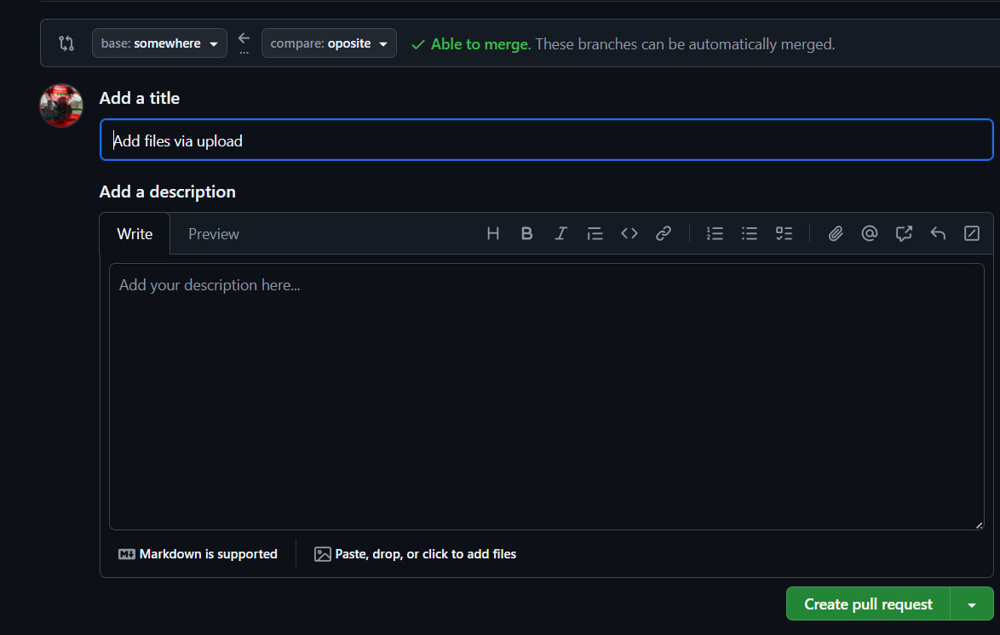 base: somewhere compare: oposite Able to merge. These branches can be automatically merged.
Add a title
Add files via upload
Add a description
Write Preview
Add your description here...
Markdown is supported Paste, drop, or click to add files
Create pull request